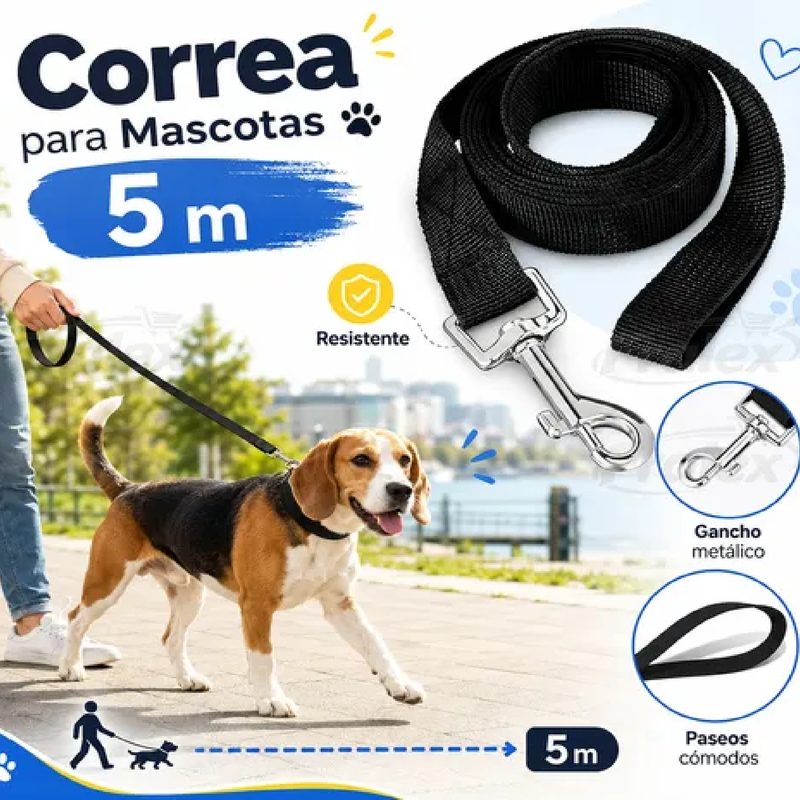 Correa
para Mascotas
5 m
Resistente
Gancho
metálico
Paseos
cómodos
5 m